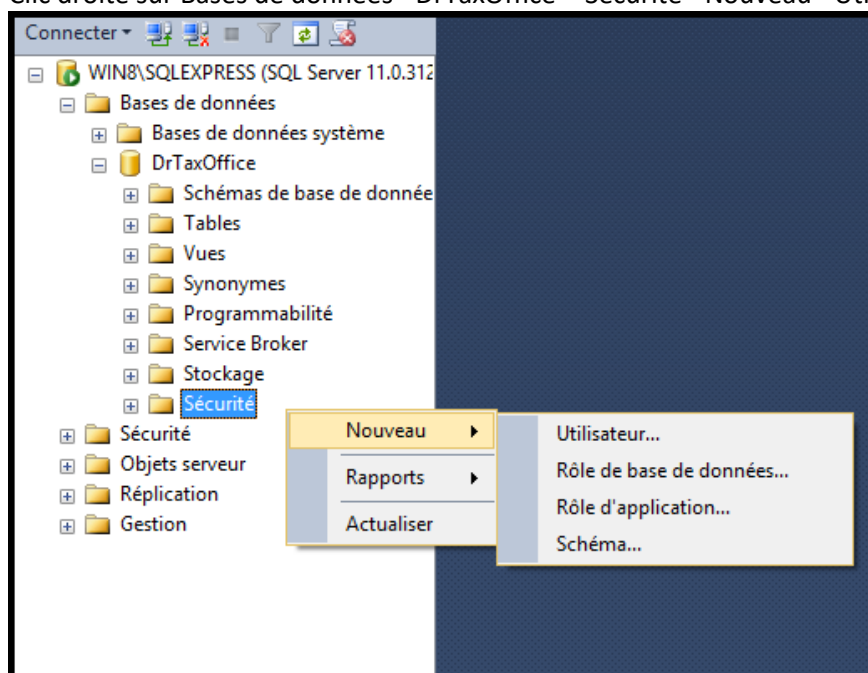 Connecter
WIN8\SQLEXPRESS (SQL Server 11.0.312
Bases de données
Bases de données système
DrTaxOffice
Schémas de base de donnée
Tables
Vues
Synonymes
Programmabilité
Service Broker
Stockage
Sécurité
Sécurité
Objets serveur
Réplication
Gestion
Nouveau
Rapports
Actualiser
Utilisateur...
Rôle de base de données...
Rôle d'application...
Schéma...